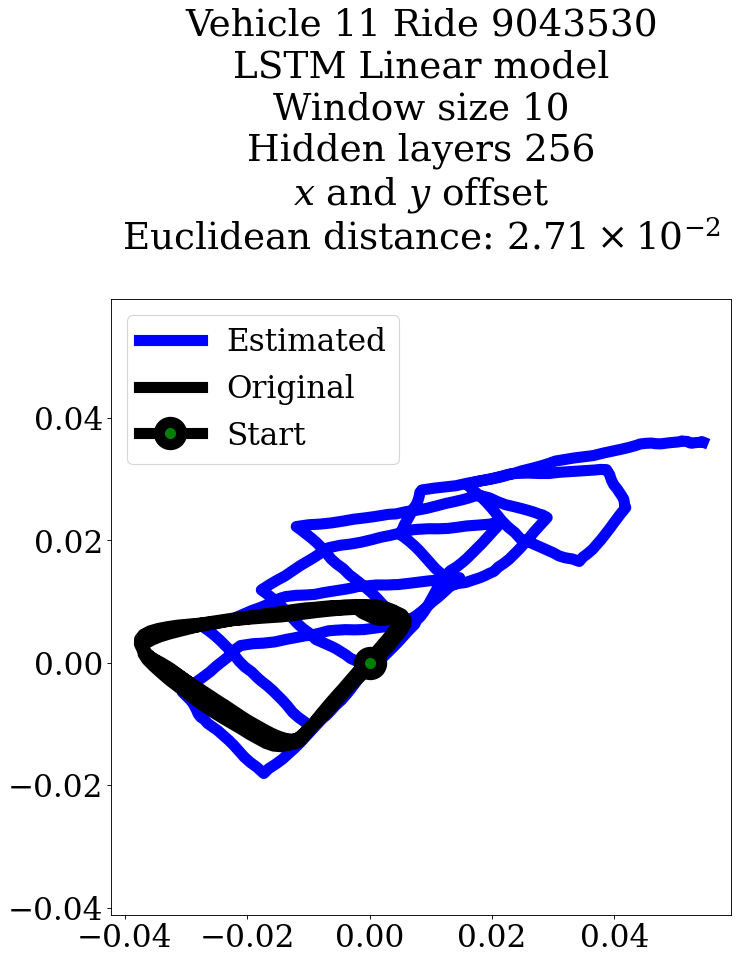 Vehicle 11 Ride 9043530
LSTM Linear model
Window size 10
Hidden layers 256
x and y offset
Euclidean distance: 2.71 × 10⁻²
Estimated
Original
Start
0.04
0.02
0.00
−0.02
−0.04
−0.04 −0.02 0.00 0.02 0.04